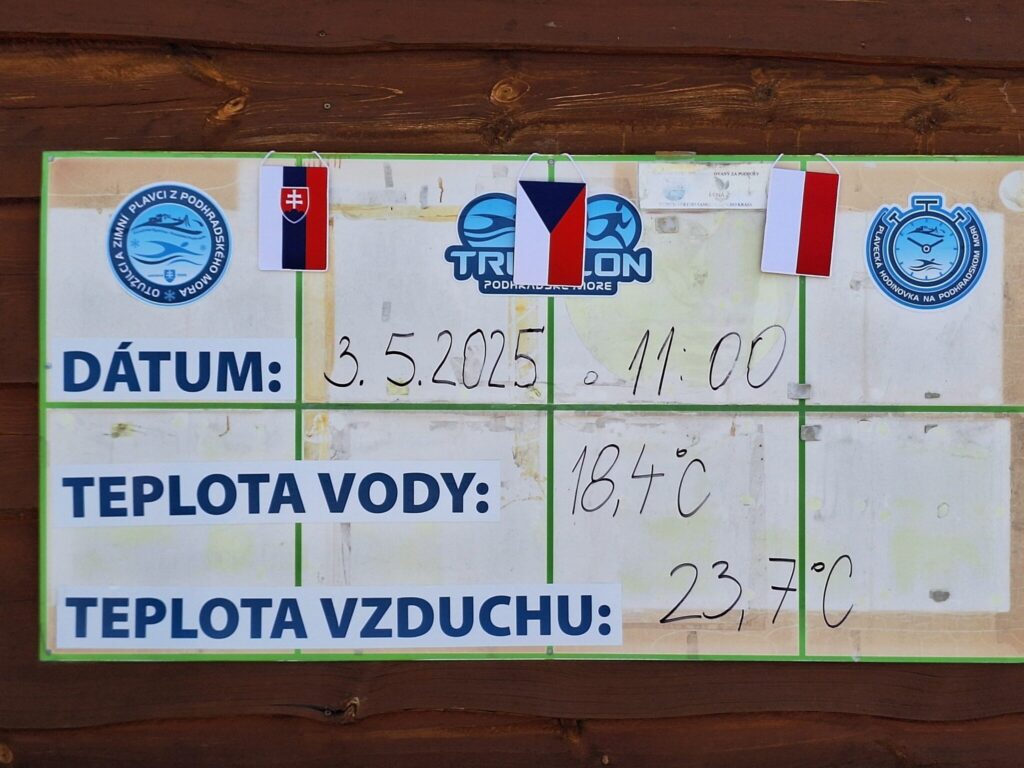 OTUŽILCI A ZIMNÍ PLAVCI Z PODHRADSKÉHO MORA
PODHRADSKÉ MORE
PLAVECKÁ HODINOVKA NA PODHRADSKOM MORI
DÁTUM: 3. 5. 2025 11:00
TEPLOTA VODY: 18,4°C
TEPLOTA VZDUCHU: 23,7°C